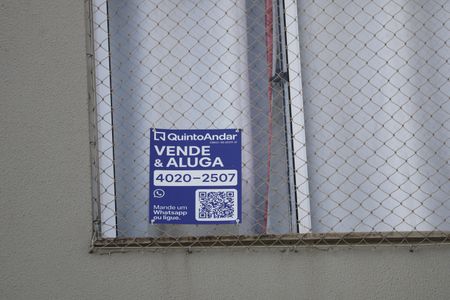 QuintoAndar
VENDE
& ALUGA
4020-2507
Mande um
Whatsapp
ou ligue.